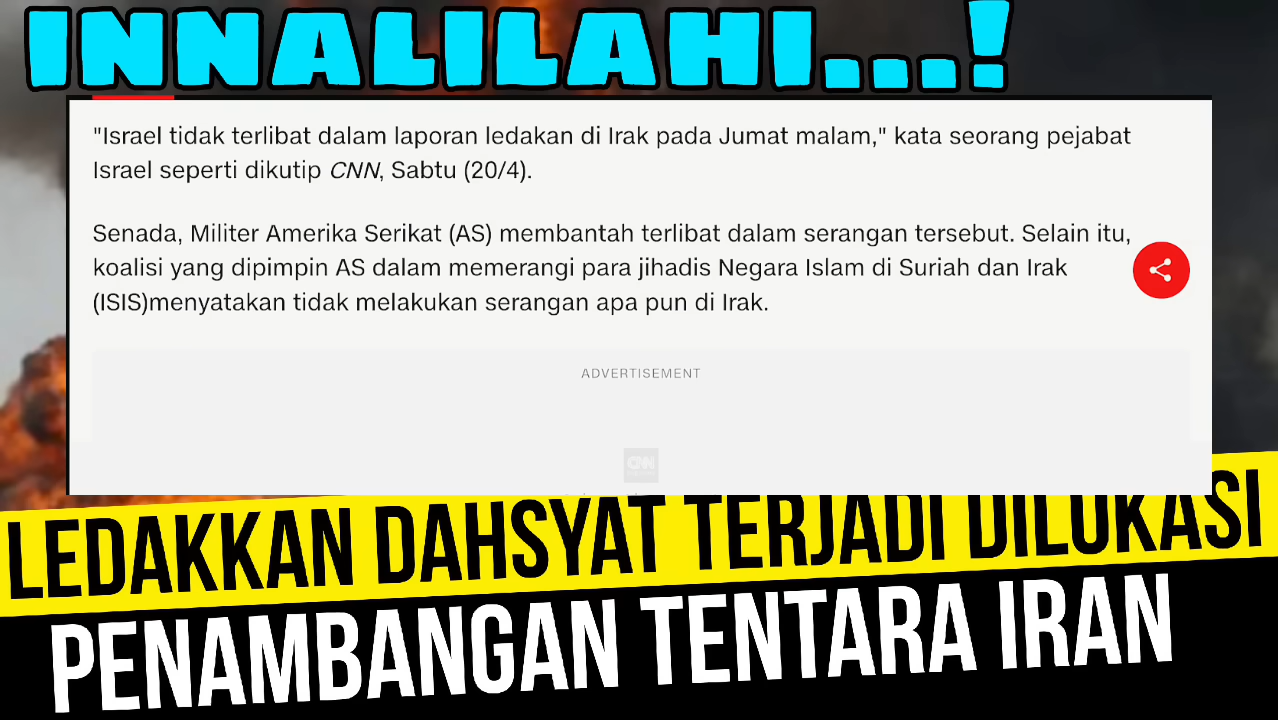 INNALILAHI...!
"Israel tidak terlibat dalam laporan ledakan di Irak pada Jumat malam," kata seorang pejabat
Israel seperti dikutip CNN, Sabtu (20/4).
Senada, Militer Amerika Serikat (AS) membantah terlibat dalam serangan tersebut. Selain itu,
koalisi yang dipimpin AS dalam memerangi para jihadis Negara Islam di Suriah dan Irak
(ISIS)menyatakan tidak melakukan serangan apa pun di Irak.
ADVERTISEMENT
CNN
LEDAKKAN DAHSYAT TERJADI DILOKASI
PENAMBANGAN TENTARA IRAN